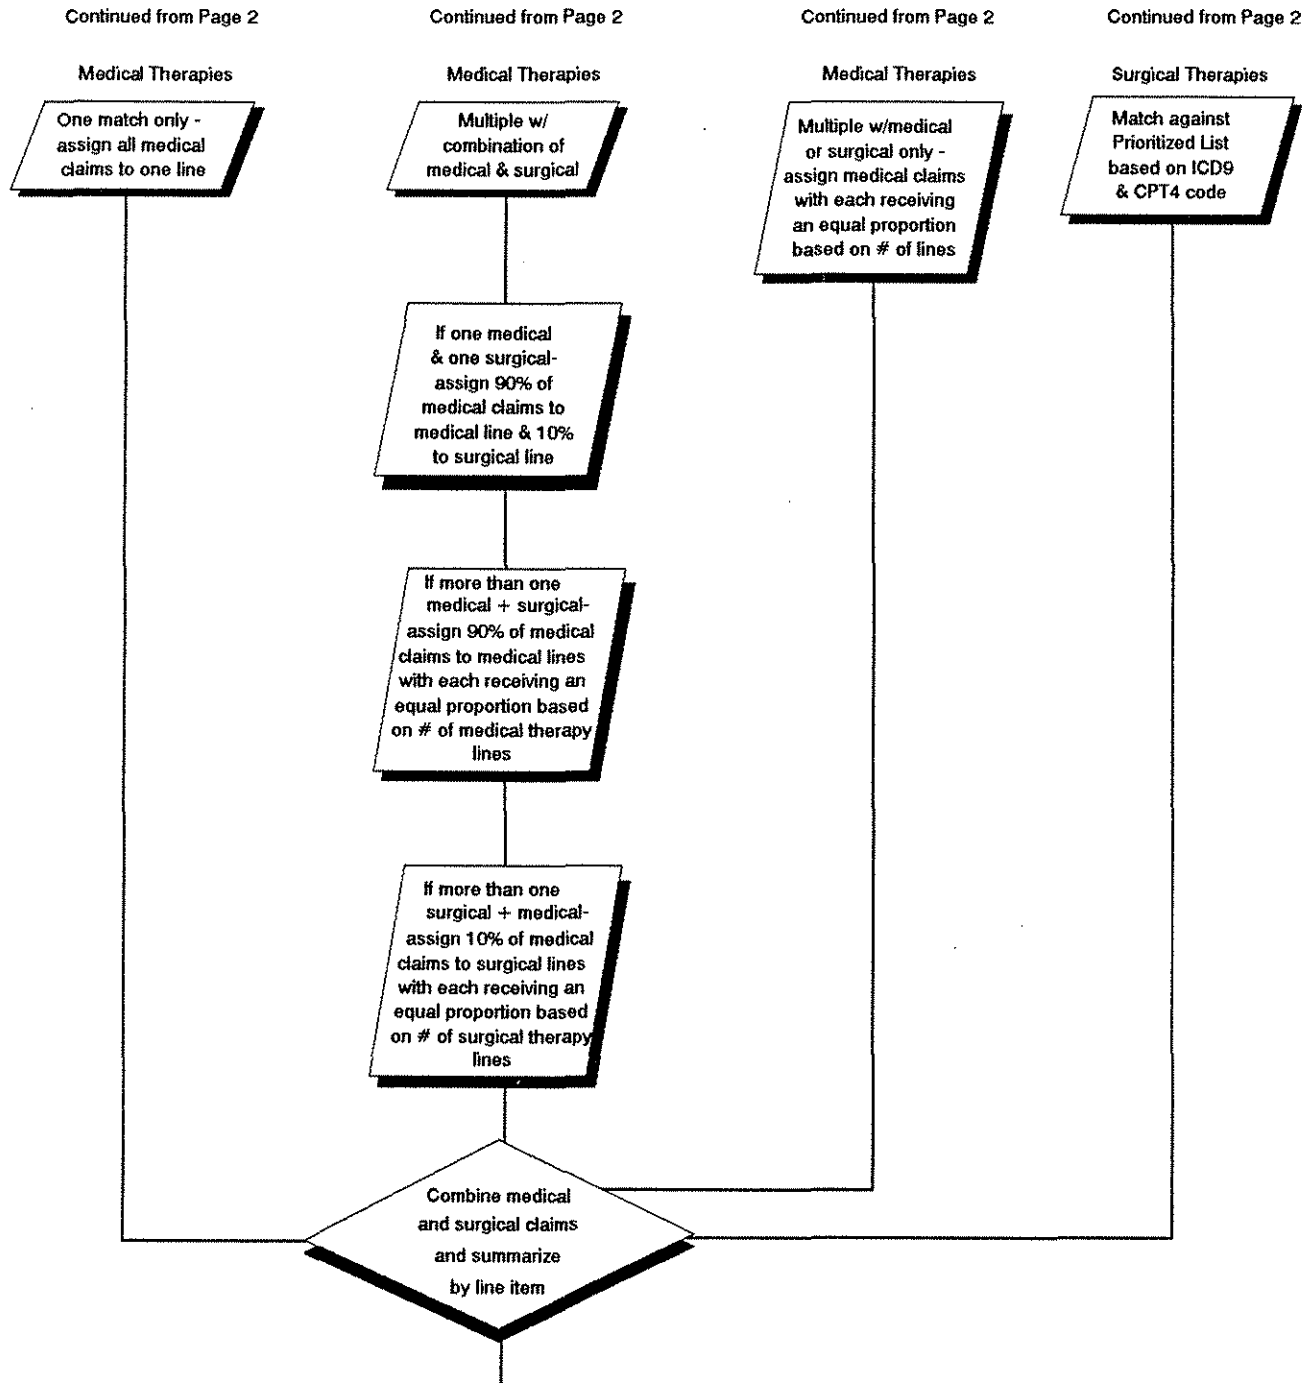 Continued from Page 2
Continued from Page 2
Continued from Page 2
Continued from Page 2
Medical Therapies
Medical Therapies
Medical Therapies
Surgical Therapies
One match only -
assign all medical
claims to one line
Multiple w/
combination of
medical & surgical
Multiple w/medical
or surgical only -
assign medical claims
with each receiving
an equal proportion
based on # of lines
Match against
Prioritized List
based on ICD9
& CPT4 code
If one medical
& one surgical-
assign 90% of
medical claims to
medical line & 10%
to surgical line
If more than one
medical + surgical-
assign 90% of medical
claims to medical lines
with each receiving an
equal proportion based
on # of medical therapy
lines
If more than one
surgical + medical-
assign 10% of medical
claims to surgical lines
with each receiving an
equal proportion based
on # of surgical therapy
lines
Combine medical
and surgical claims
and summarize
by line item